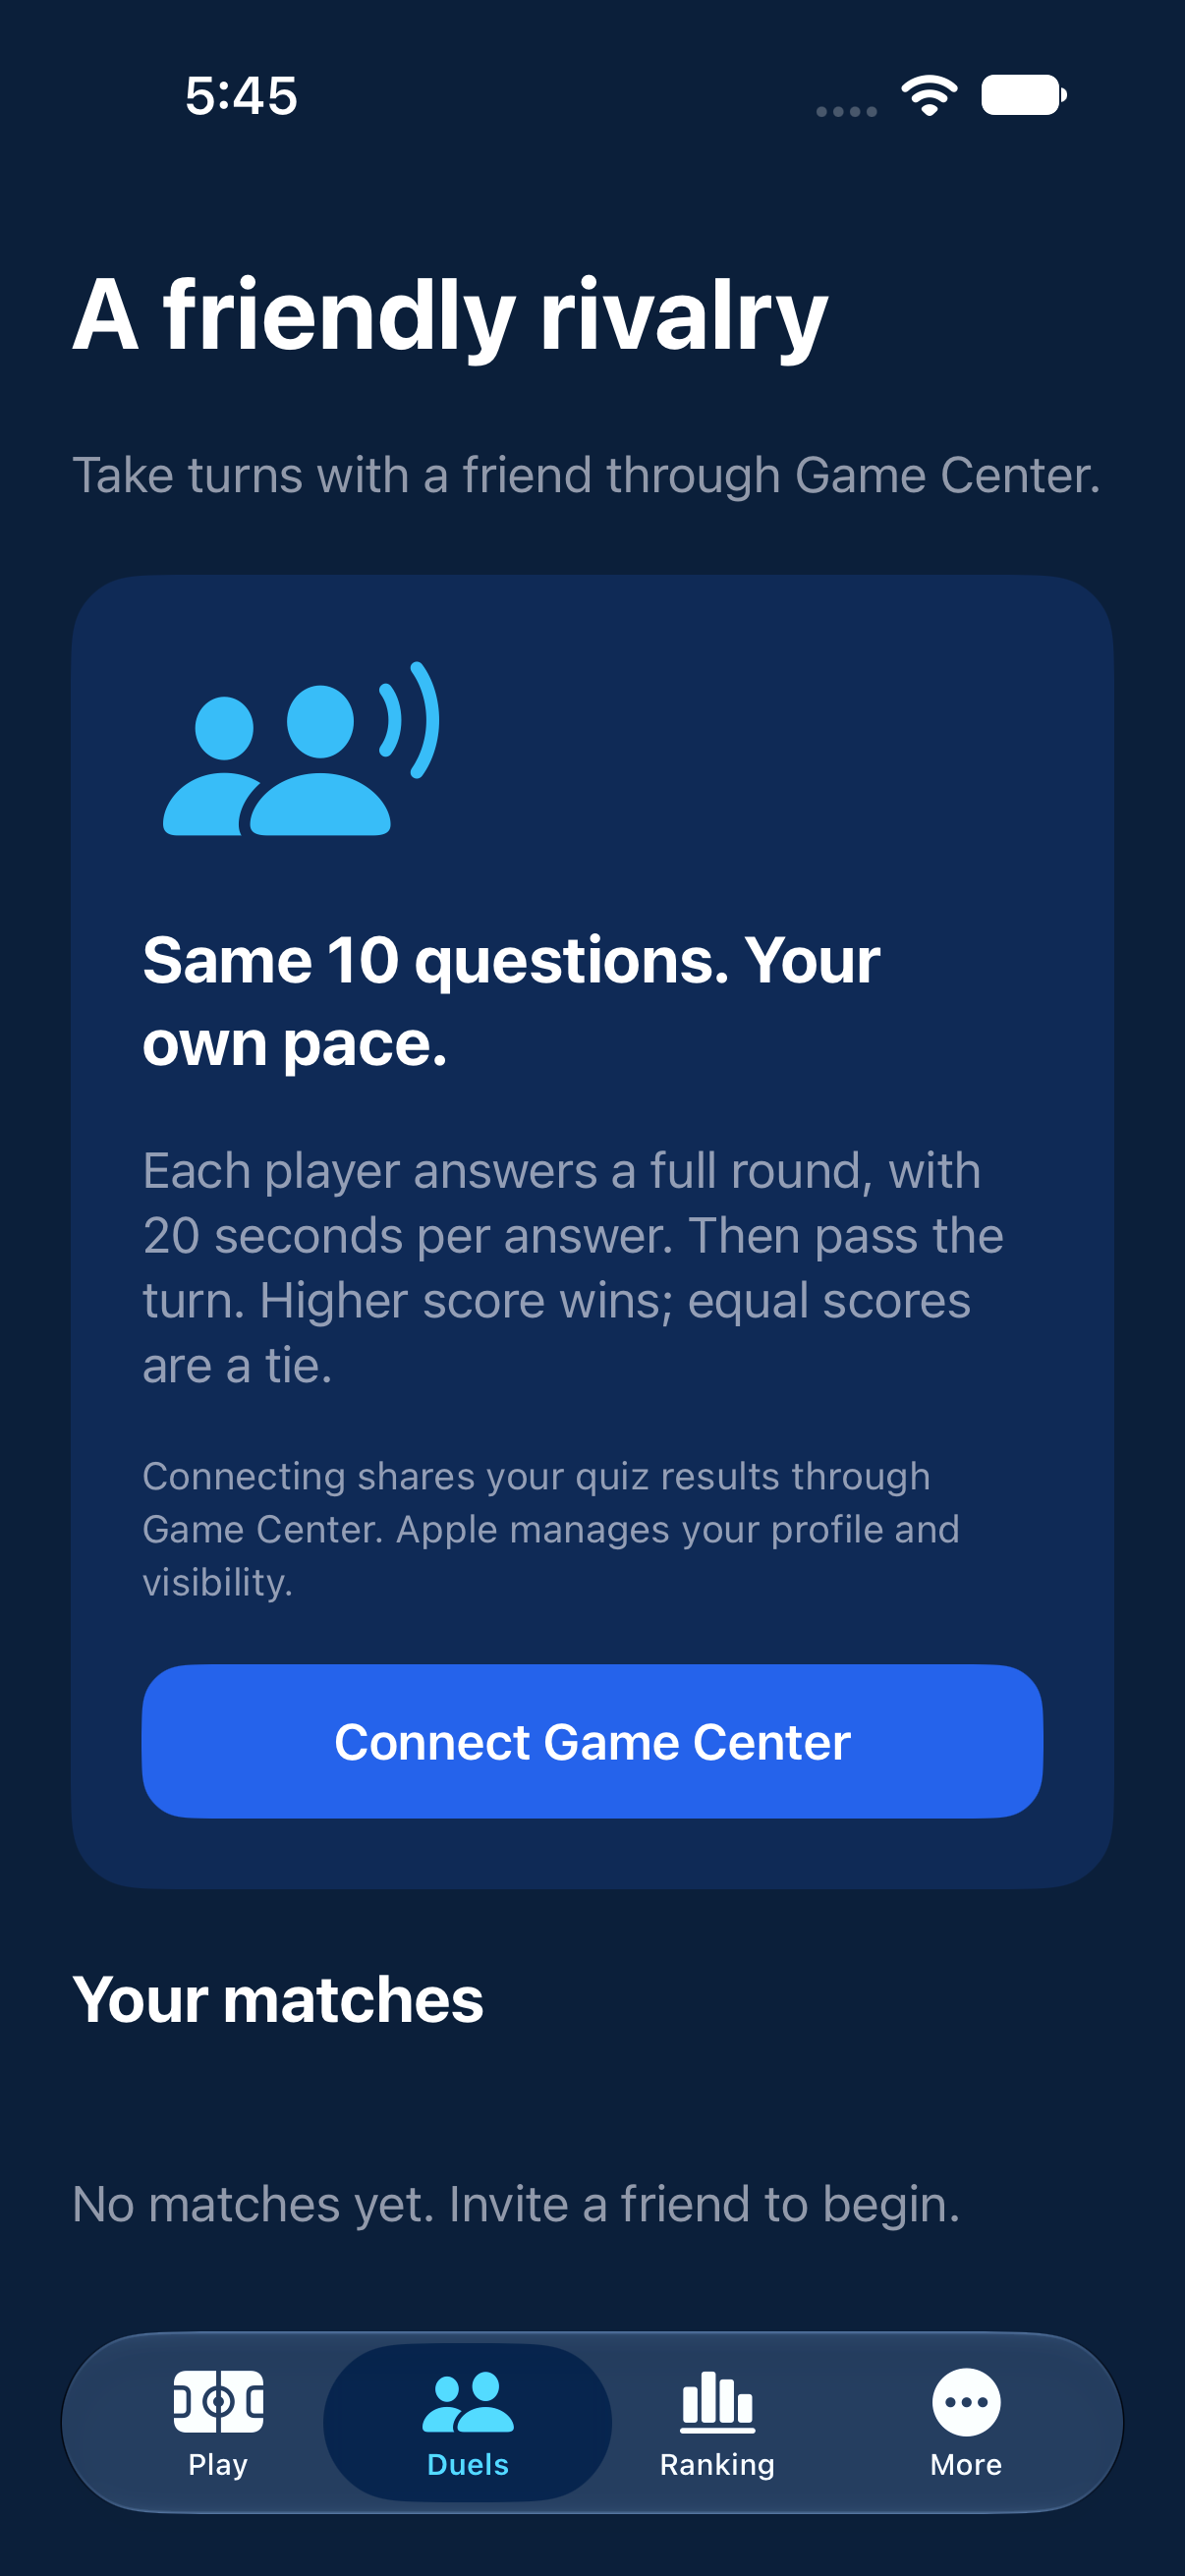 5:45
A friendly rivalry
Take turns with a friend through Game Center.
Same 10 questions. Your
own pace.
Each player answers a full round, with
20 seconds per answer. Then pass the
turn. Higher score wins; equal scores
are a tie.
Connecting shares your quiz results through
Game Center. Apple manages your profile and
visibility.
Connect Game Center
Your matches
No matches yet. Invite a friend to begin.
Play
Duels
Ranking
More